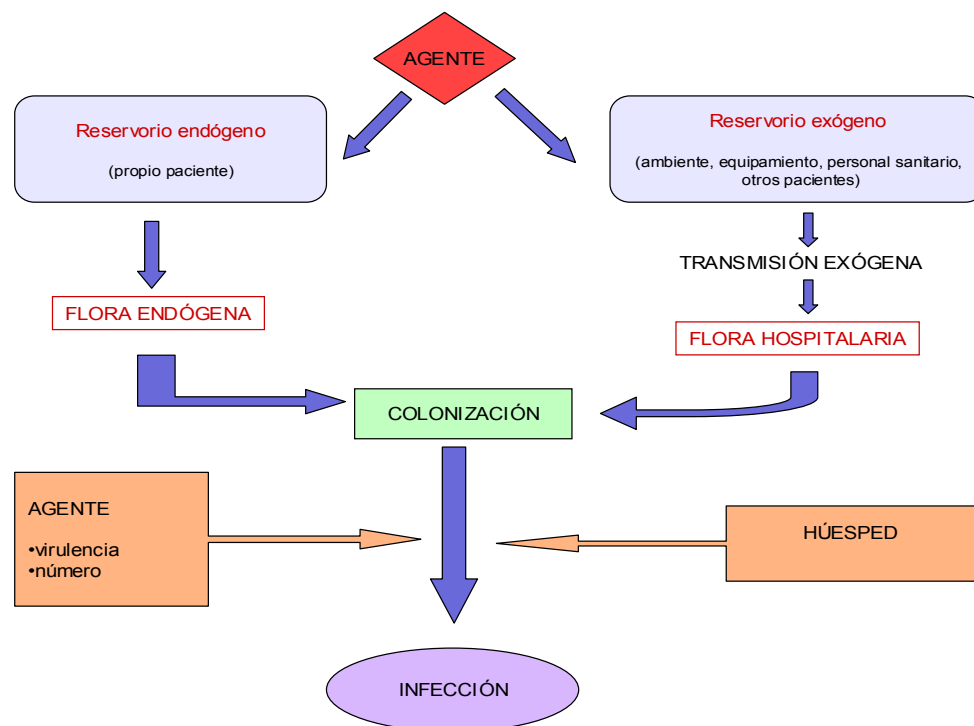 AGENTE
Reservorio endógeno
(propio paciente)
Reservorio exógeno
(ambiente, equipamiento, personal sanitario,
otros pacientes)
TRANSMISIÓN EXÓGENA
FLORA ENDÓGENA
FLORA HOSPITALARIA
COLONIZACIÓN
AGENTE
•virulencia
•número
HÚESPED
INFECCIÓN